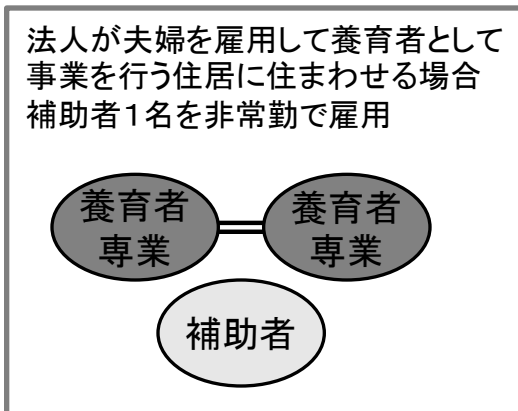 法人が夫婦を雇用して養育者として
事業を行う住居に住まわせる場合
補助者1名を非常勤で雇用
養育者
専業
養育者
専業
補助者